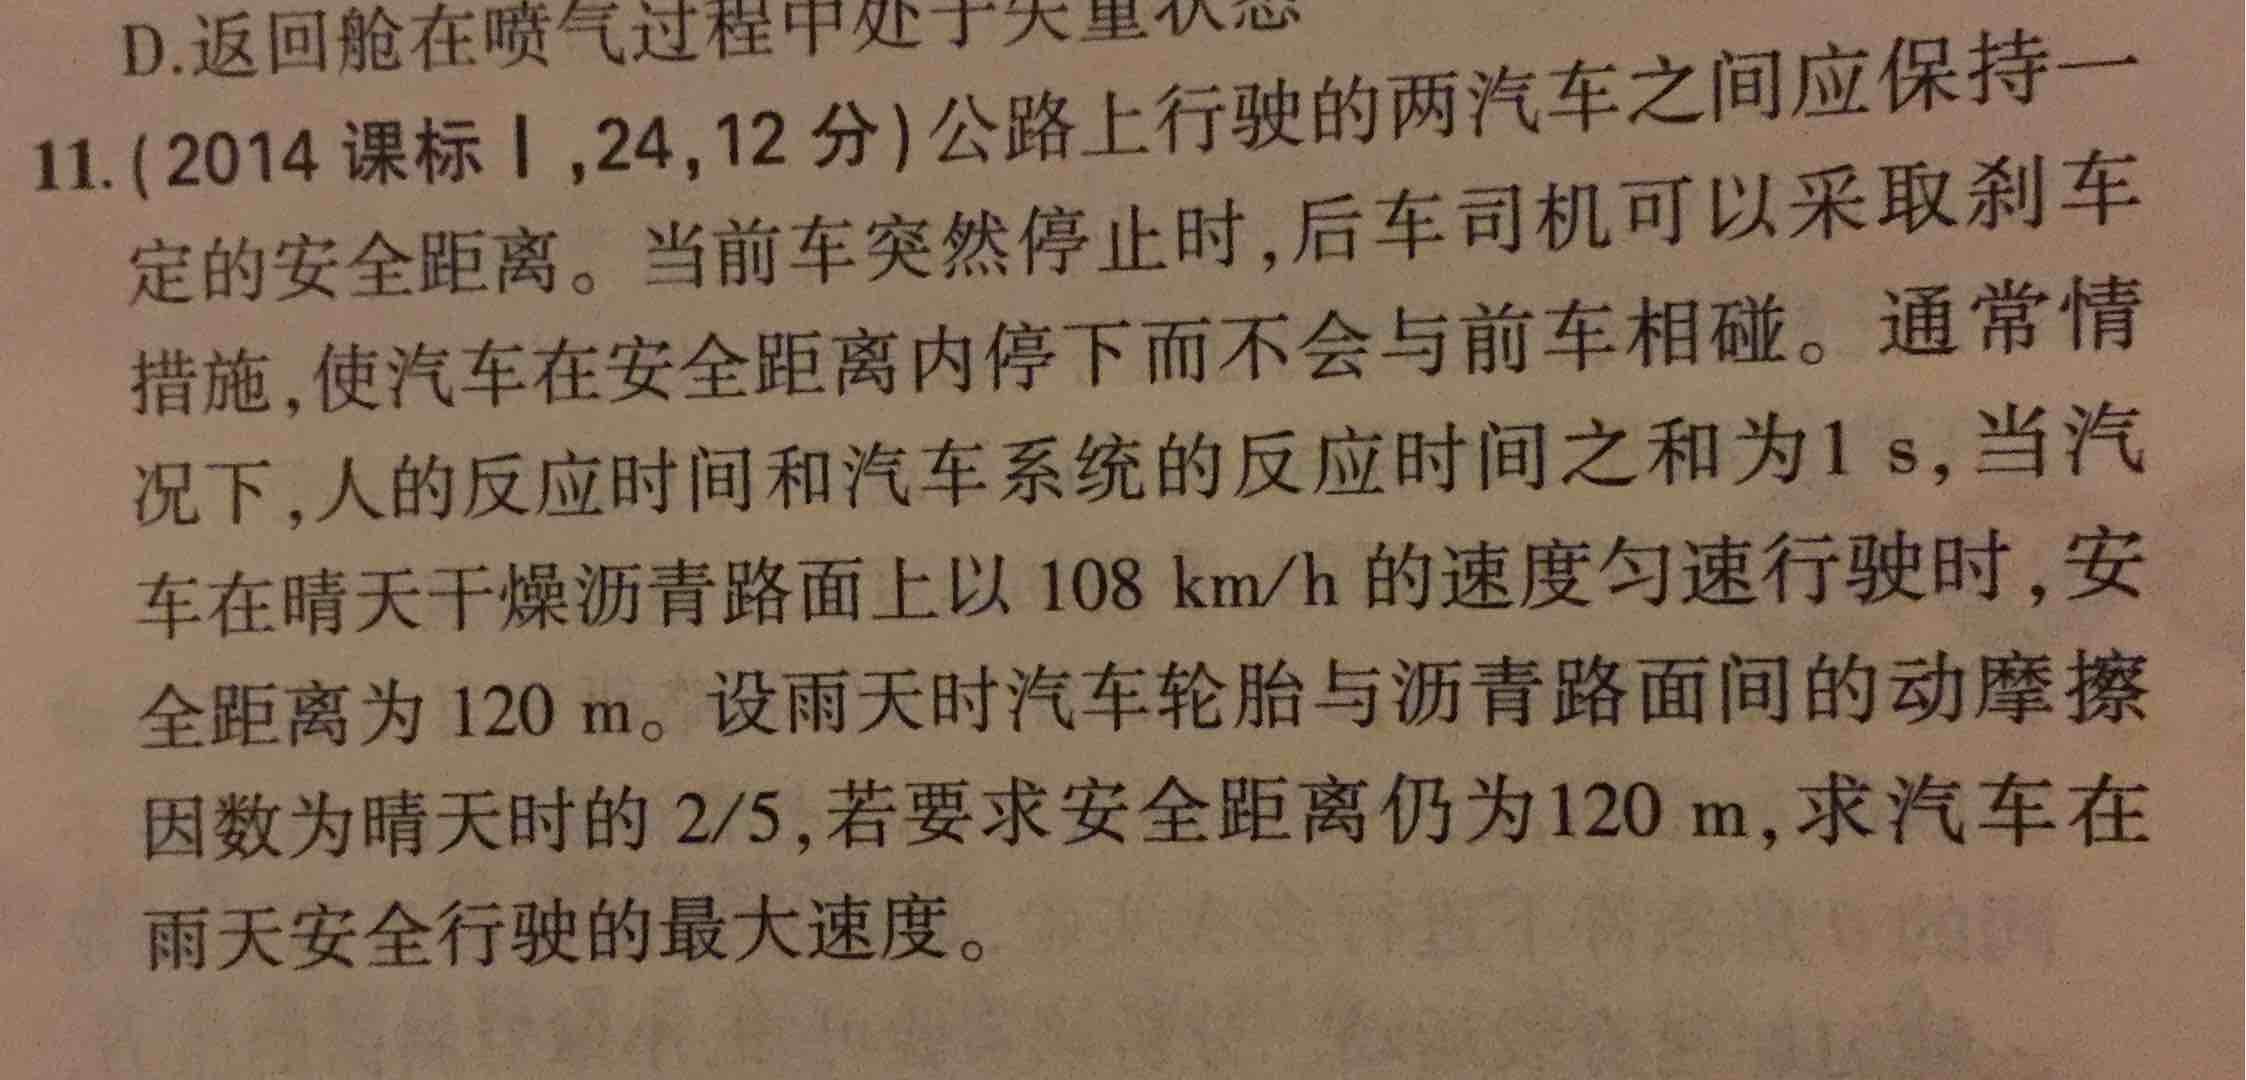 D.返回舱在喷气过程中处于失重状态
11.(2014 课标Ⅰ,24,12 分)公路上行驶的两汽车之间应保持一
定的安全距离。当前车突然停止时,后车司机可以采取刹车
措施,使汽车在安全距离内停下而不会与前车相碰。通常情
况下,人的反应时间和汽车系统的反应时间之和为1 s,当汽
车在晴天干燥沥青路面上以 108 km/h 的速度匀速行驶时,安
全距离为 120 m。设雨天时汽车轮胎与沥青路面间的动摩擦
因数为晴天时的 2/5,若要求安全距离仍为120 m,求汽车在
雨天安全行驶的最大速度。